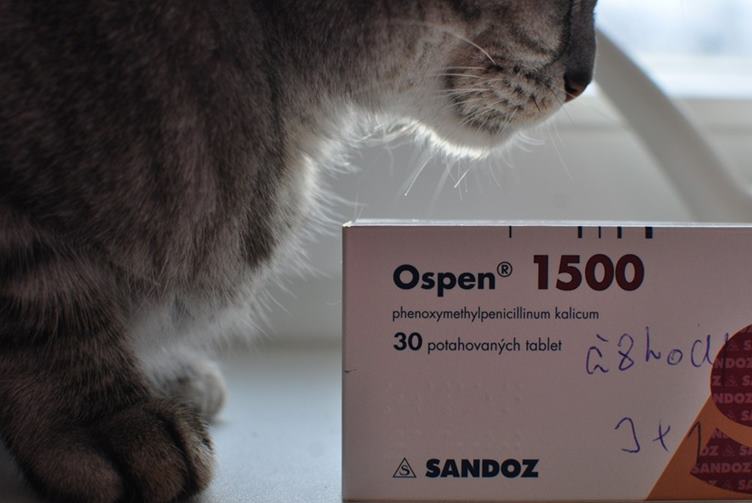 Ospen® 1500
phenoxymethylpenicillinum kalicum
30 potahovaných tablet
à 8 hod
3 + 1
SANDOZ